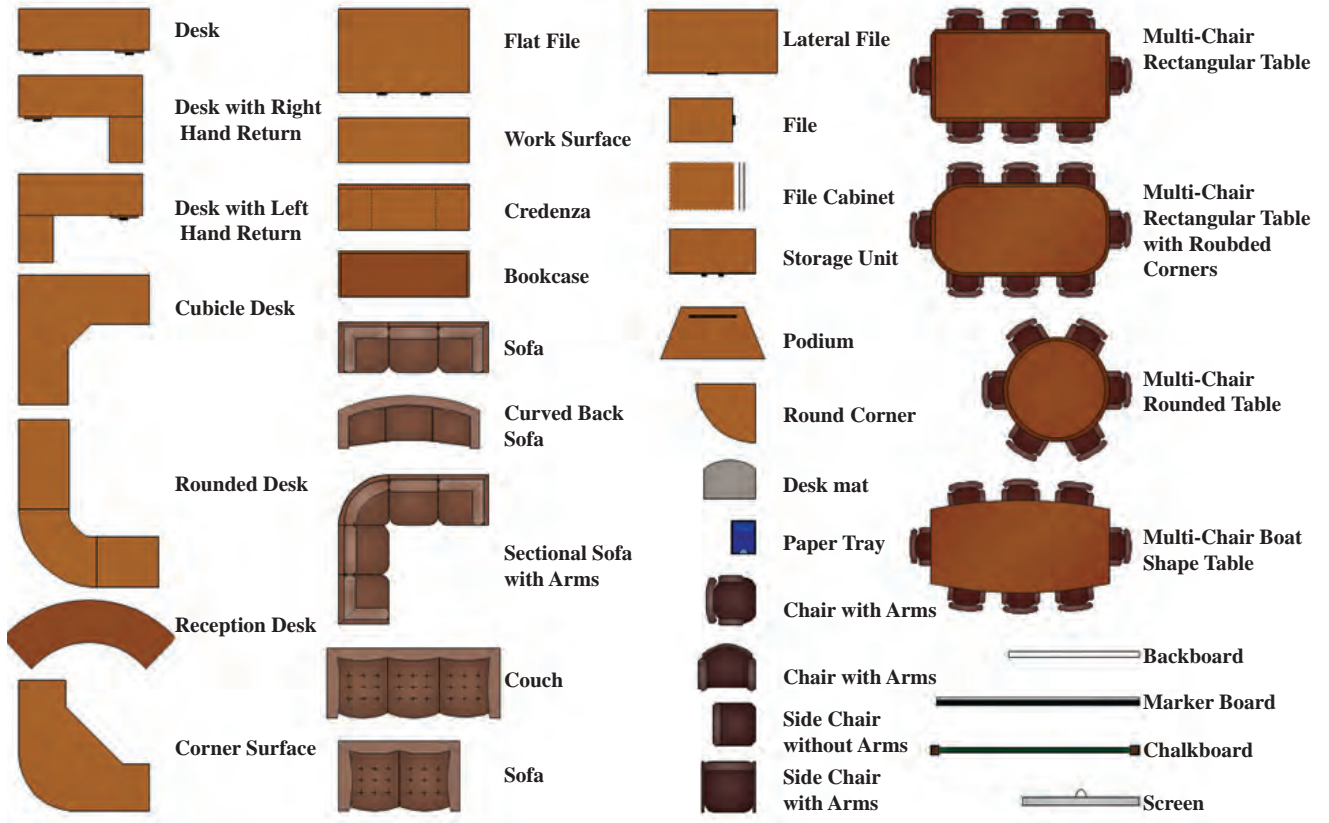 Desk
Desk with Right
Hand Return
Desk with Left
Hand Return
Cubicle Desk
Rounded Desk
Reception Desk
Corner Surface
Flat File
Work Surface
Credenza
Bookcase
Sofa
Curved Back
Sofa
Sectional Sofa
with Arms
Couch
Sofa
Lateral File
File
File Cabinet
Storage Unit
Podium
Round Corner
Desk mat
Paper Tray
Chair with Arms
Chair with Arms
Side Chair
without Arms
Side Chair
with Arms
Multi-Chair
Rectangular Table
Multi-Chair
Rectangular Table
with Roubded
Corners
Multi-Chair
Rounded Table
Multi-Chair Boat
Shape Table
Backboard
Marker Board
Chalkboard
Screen